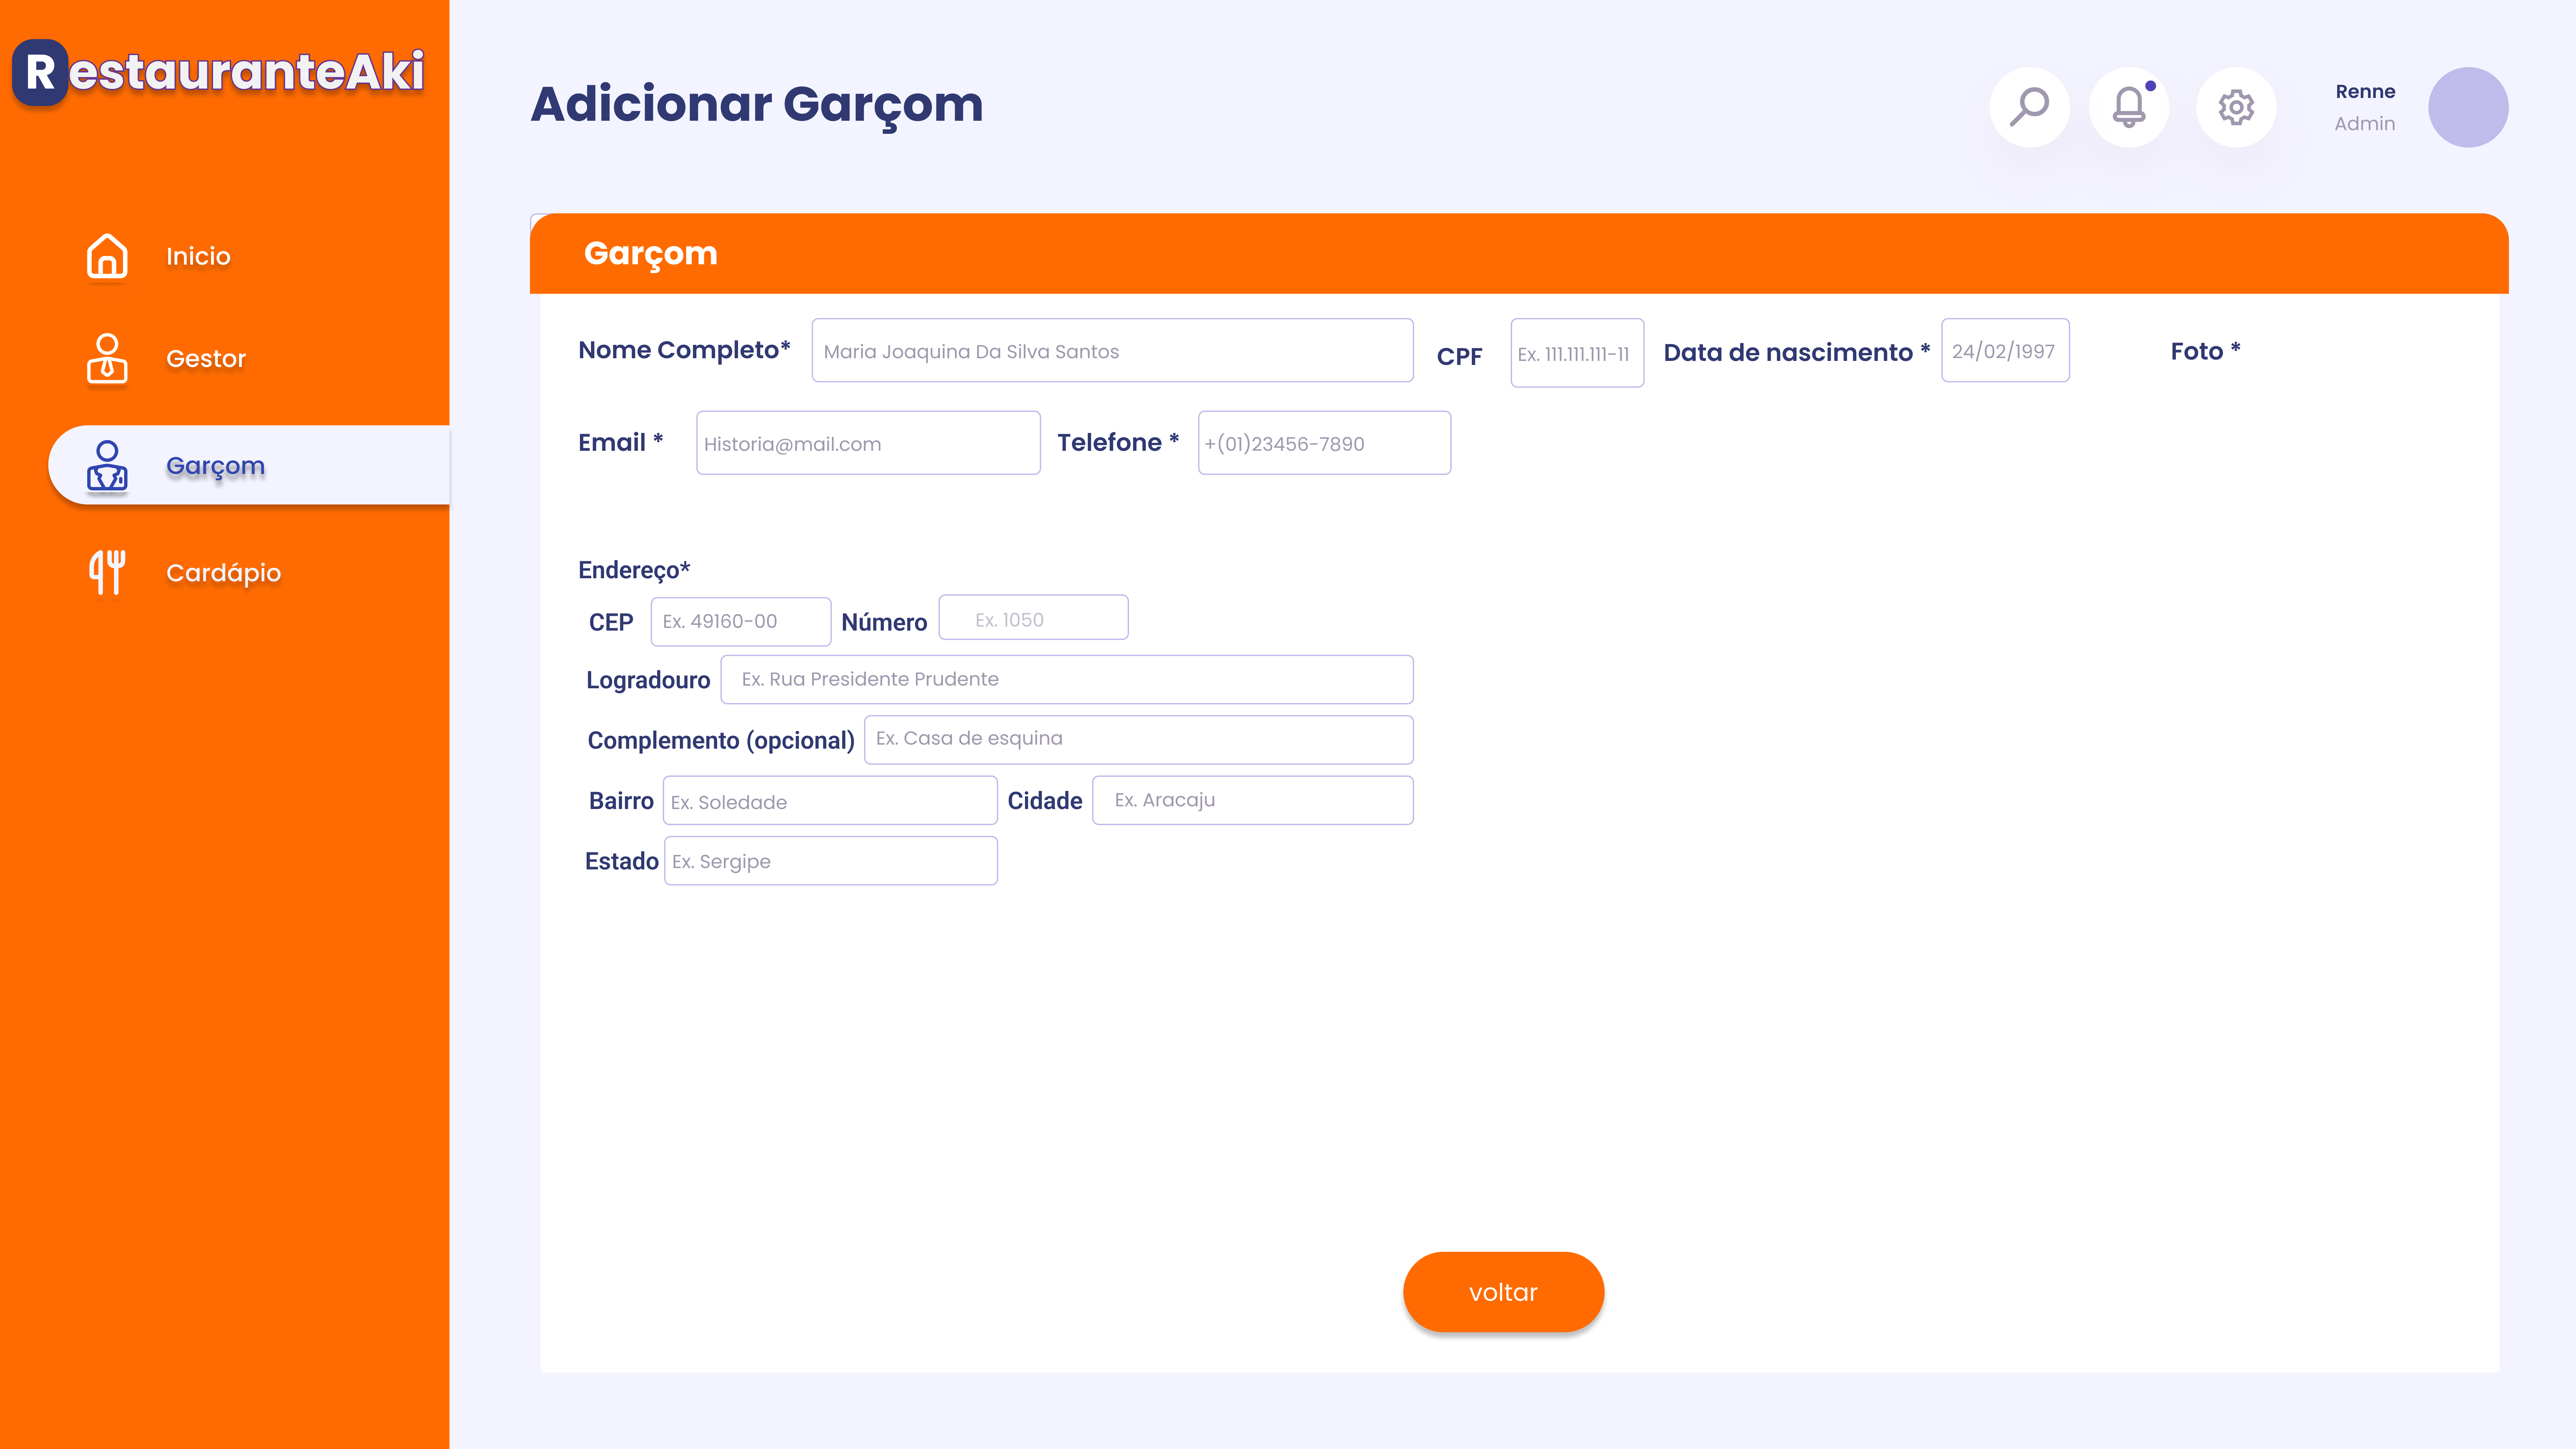 RestauranteAki
Inicio
Gestor
Garçom
Cardápio
Adicionar Garçom
Renne
Admin
Garçom
Nome Completo* Maria Joaquina Da Silva Santos CPF Ex. 111.111.111-11 Data de nascimento * 24/02/1997 Foto *
Email * Historia@mail.com Telefone * +(01)23456-7890
Endereço*
CEP Ex. 49160-00 Número Ex. 1050
Logradouro Ex. Rua Presidente Prudente
Complemento (opcional) Ex. Casa de esquina
Bairro Ex. Soledade Cidade Ex. Aracaju
Estado Ex. Sergipe
voltar